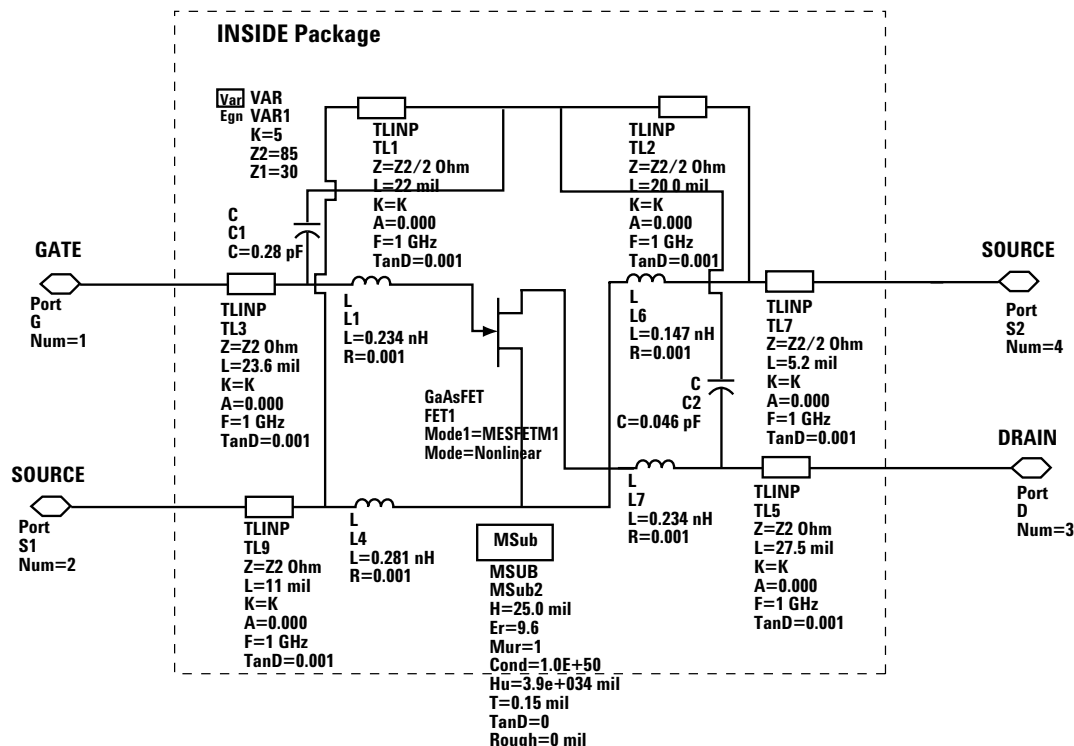 INSIDE Package
Var
Egn
VAR
VAR1
K=5
Z2=85
Z1=30
TLINP
TL1
Z=Z2/2 Ohm
L=22 mil
K=K
A=0.000
F=1 GHz
TanD=0.001
TLINP
TL2
Z=Z2/2 Ohm
L=20 0 mil
K=K
A=0.000
F=1 GHz
TanD=0.001
C
C1
C=0.28 pF
GATE
Port
G
Num=1
TLINP
TL3
Z=Z2 Ohm
L=23.6 mil
K=K
A=0.000
F=1 GHz
TanD=0.001
L
L1
L=0.234 nH
R=0.001
GaAsFET
FET1
Mode1=MESFETM1
Mode=Nonlinear
L
L6
L=0.147 nH
R=0.001
C
C2
C=0.046 pF
TLINP
TL7
Z=Z2/2 Ohm
L=5.2 mil
K=K
A=0.000
F=1 GHz
TanD=0.001
SOURCE
Port
S2
Num=4
SOURCE
Port
S1
Num=2
TLINP
TL9
Z=Z2 Ohm
L=11 mil
K=K
A=0.000
F=1 GHz
TanD=0.001
L
L4
L=0.281 nH
R=0.001
L
L7
L=0.234 nH
R=0.001
TLINP
TL5
Z=Z2 Ohm
L=27.5 mil
K=K
A=0.000
F=1 GHz
TanD=0.001
DRAIN
Port
D
Num=3
MSub
MSUB
MSub2
H=25.0 mil
Er=9.6
Mur=1
Cond=1.0E+50
Hu=3.9e+034 mil
T=0.15 mil
TanD=0
Rough=0 mil